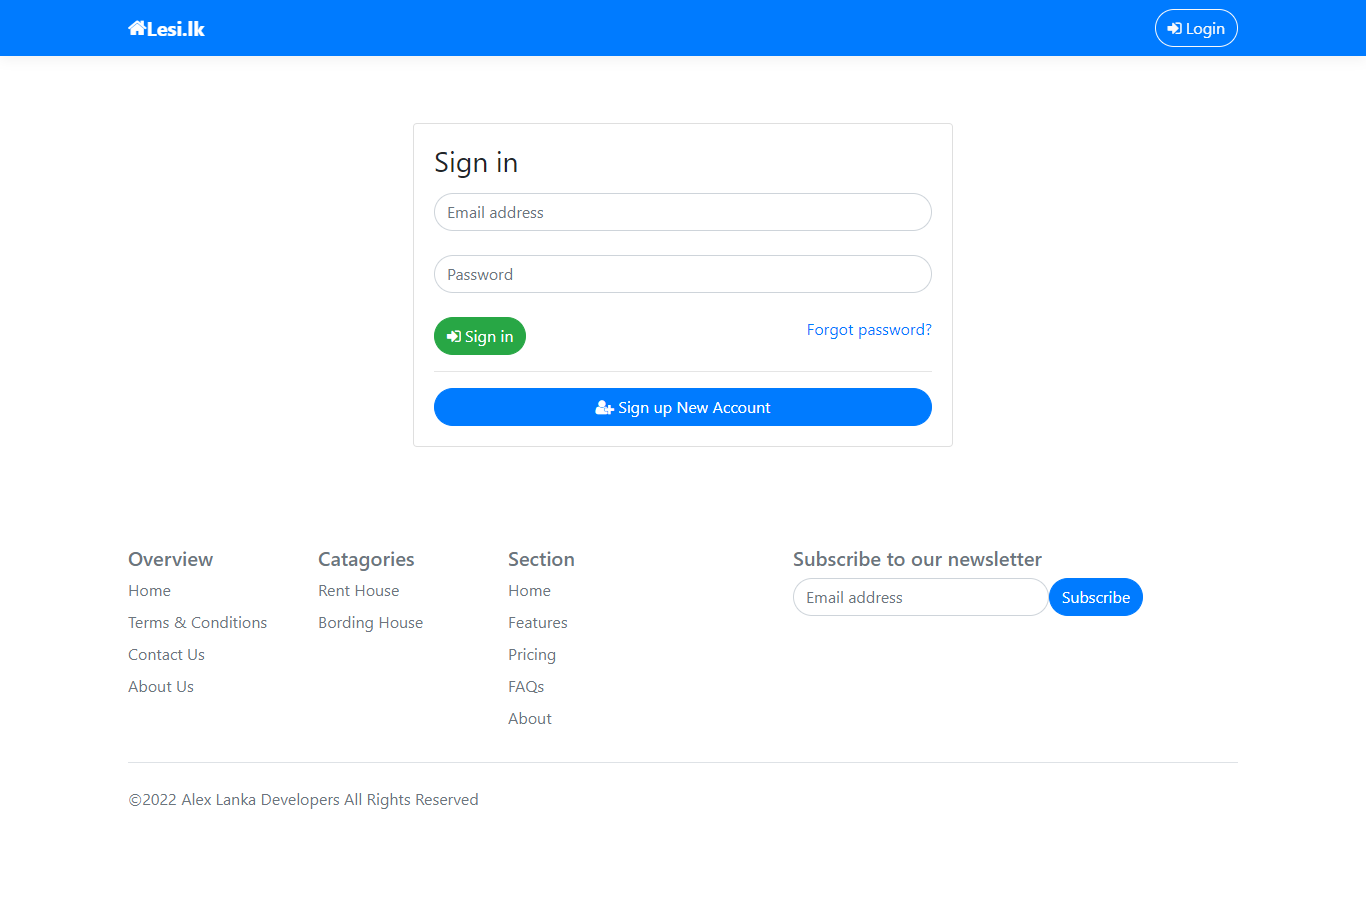 Lesi.lk
Login
Sign in
Email address
Password
Sign in
Forgot password?
Sign up New Account
Overview
Home
Terms & Conditions
Contact Us
About Us
Catagories
Rent House
Bording House
Section
Home
Features
Pricing
FAQs
About
Subscribe to our newsletter
Email address
Subscribe
©2022 Alex Lanka Developers All Rights Reserved